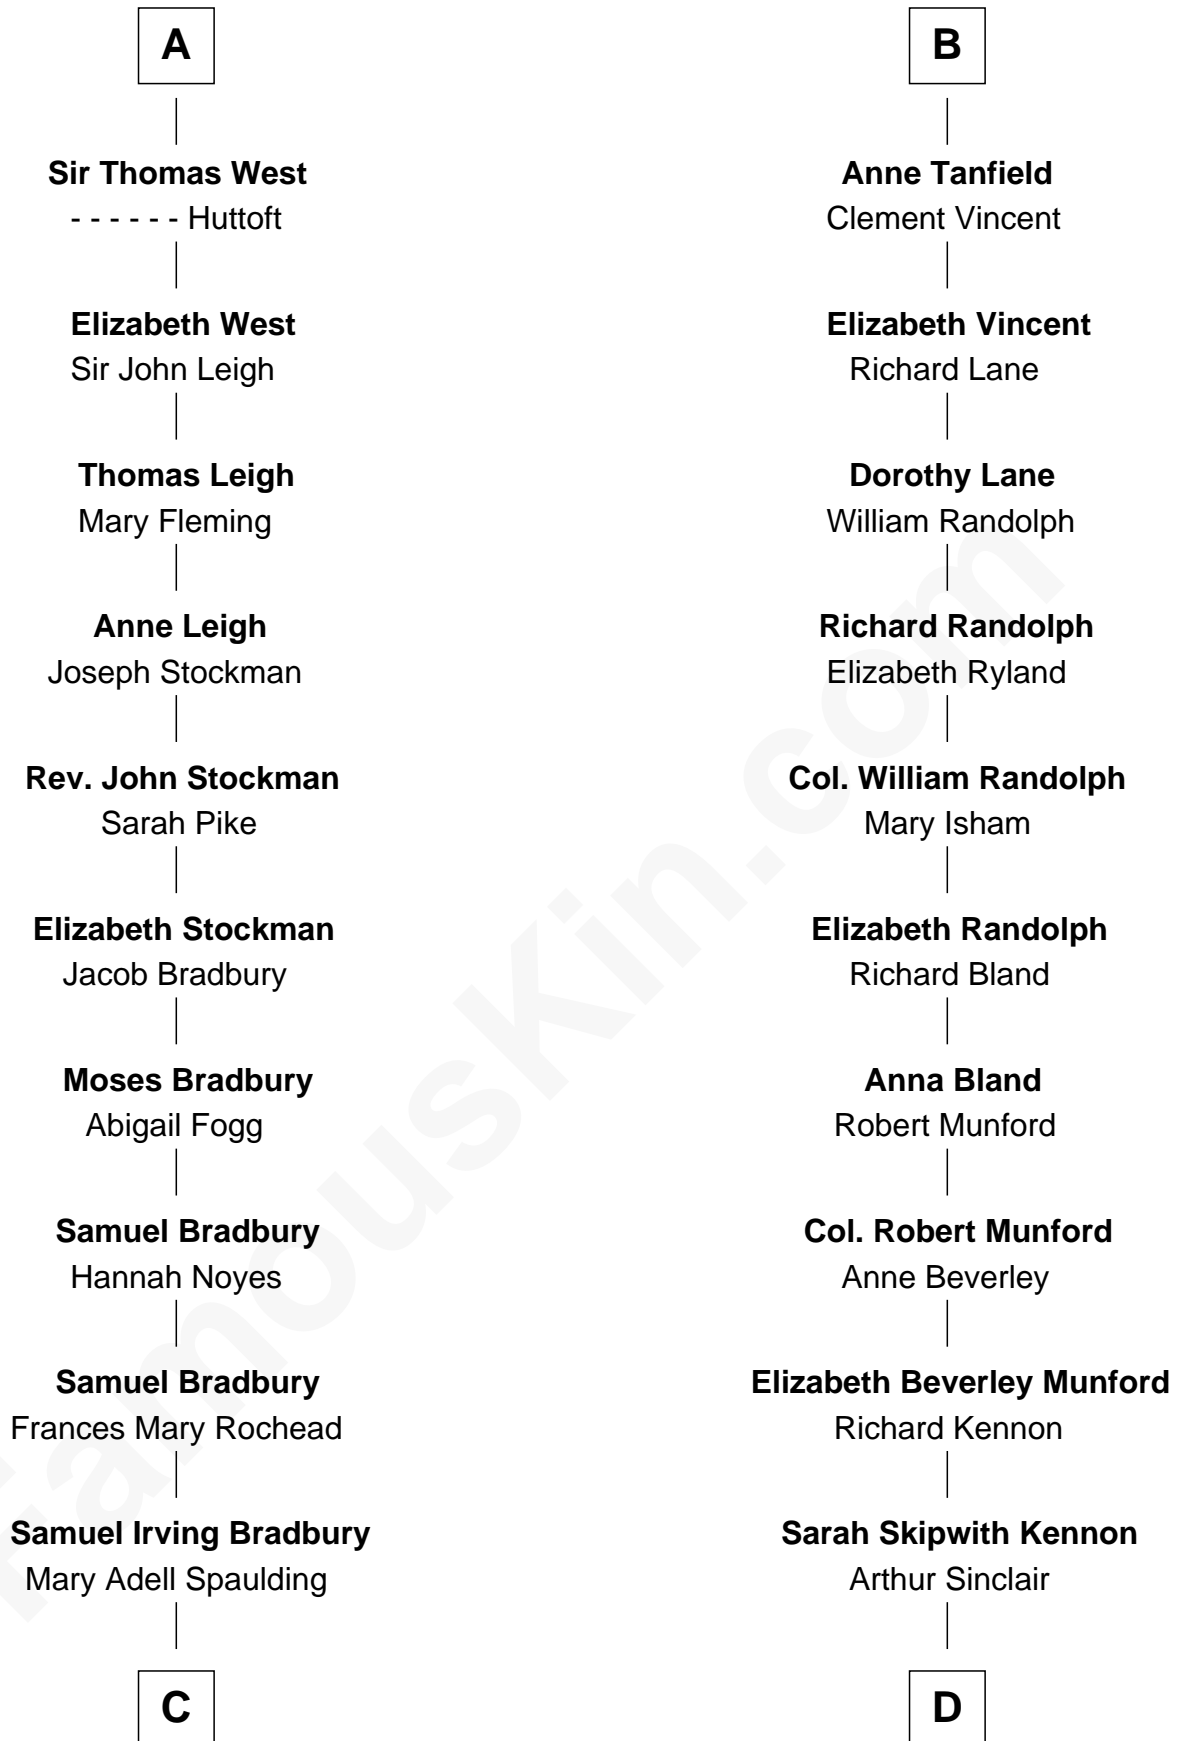 A
Sir Thomas West
- - - - - - Huttoft
Elizabeth West
Sir John Leigh
Thomas Leigh
Mary Fleming
Anne Leigh
Joseph Stockman
Rev. John Stockman
Sarah Pike
Elizabeth Stockman
Jacob Bradbury
Moses Bradbury
Abigail Fogg
Samuel Bradbury
Hannah Noyes
Samuel Bradbury
Frances Mary Rochead
Samuel Irving Bradbury
Mary Adell Spaulding
C
B
Anne Tanfield
Clement Vincent
Elizabeth Vincent
Richard Lane
Dorothy Lane
William Randolph
Richard Randolph
Elizabeth Ryland
Col. William Randolph
Mary Isham
Elizabeth Randolph
Richard Bland
Anna Bland
Robert Munford
Col. Robert Munford
Anne Beverley
Elizabeth Beverley Munford
Richard Kennon
Sarah Skipwith Kennon
Arthur Sinclair
D
FamousKin.com